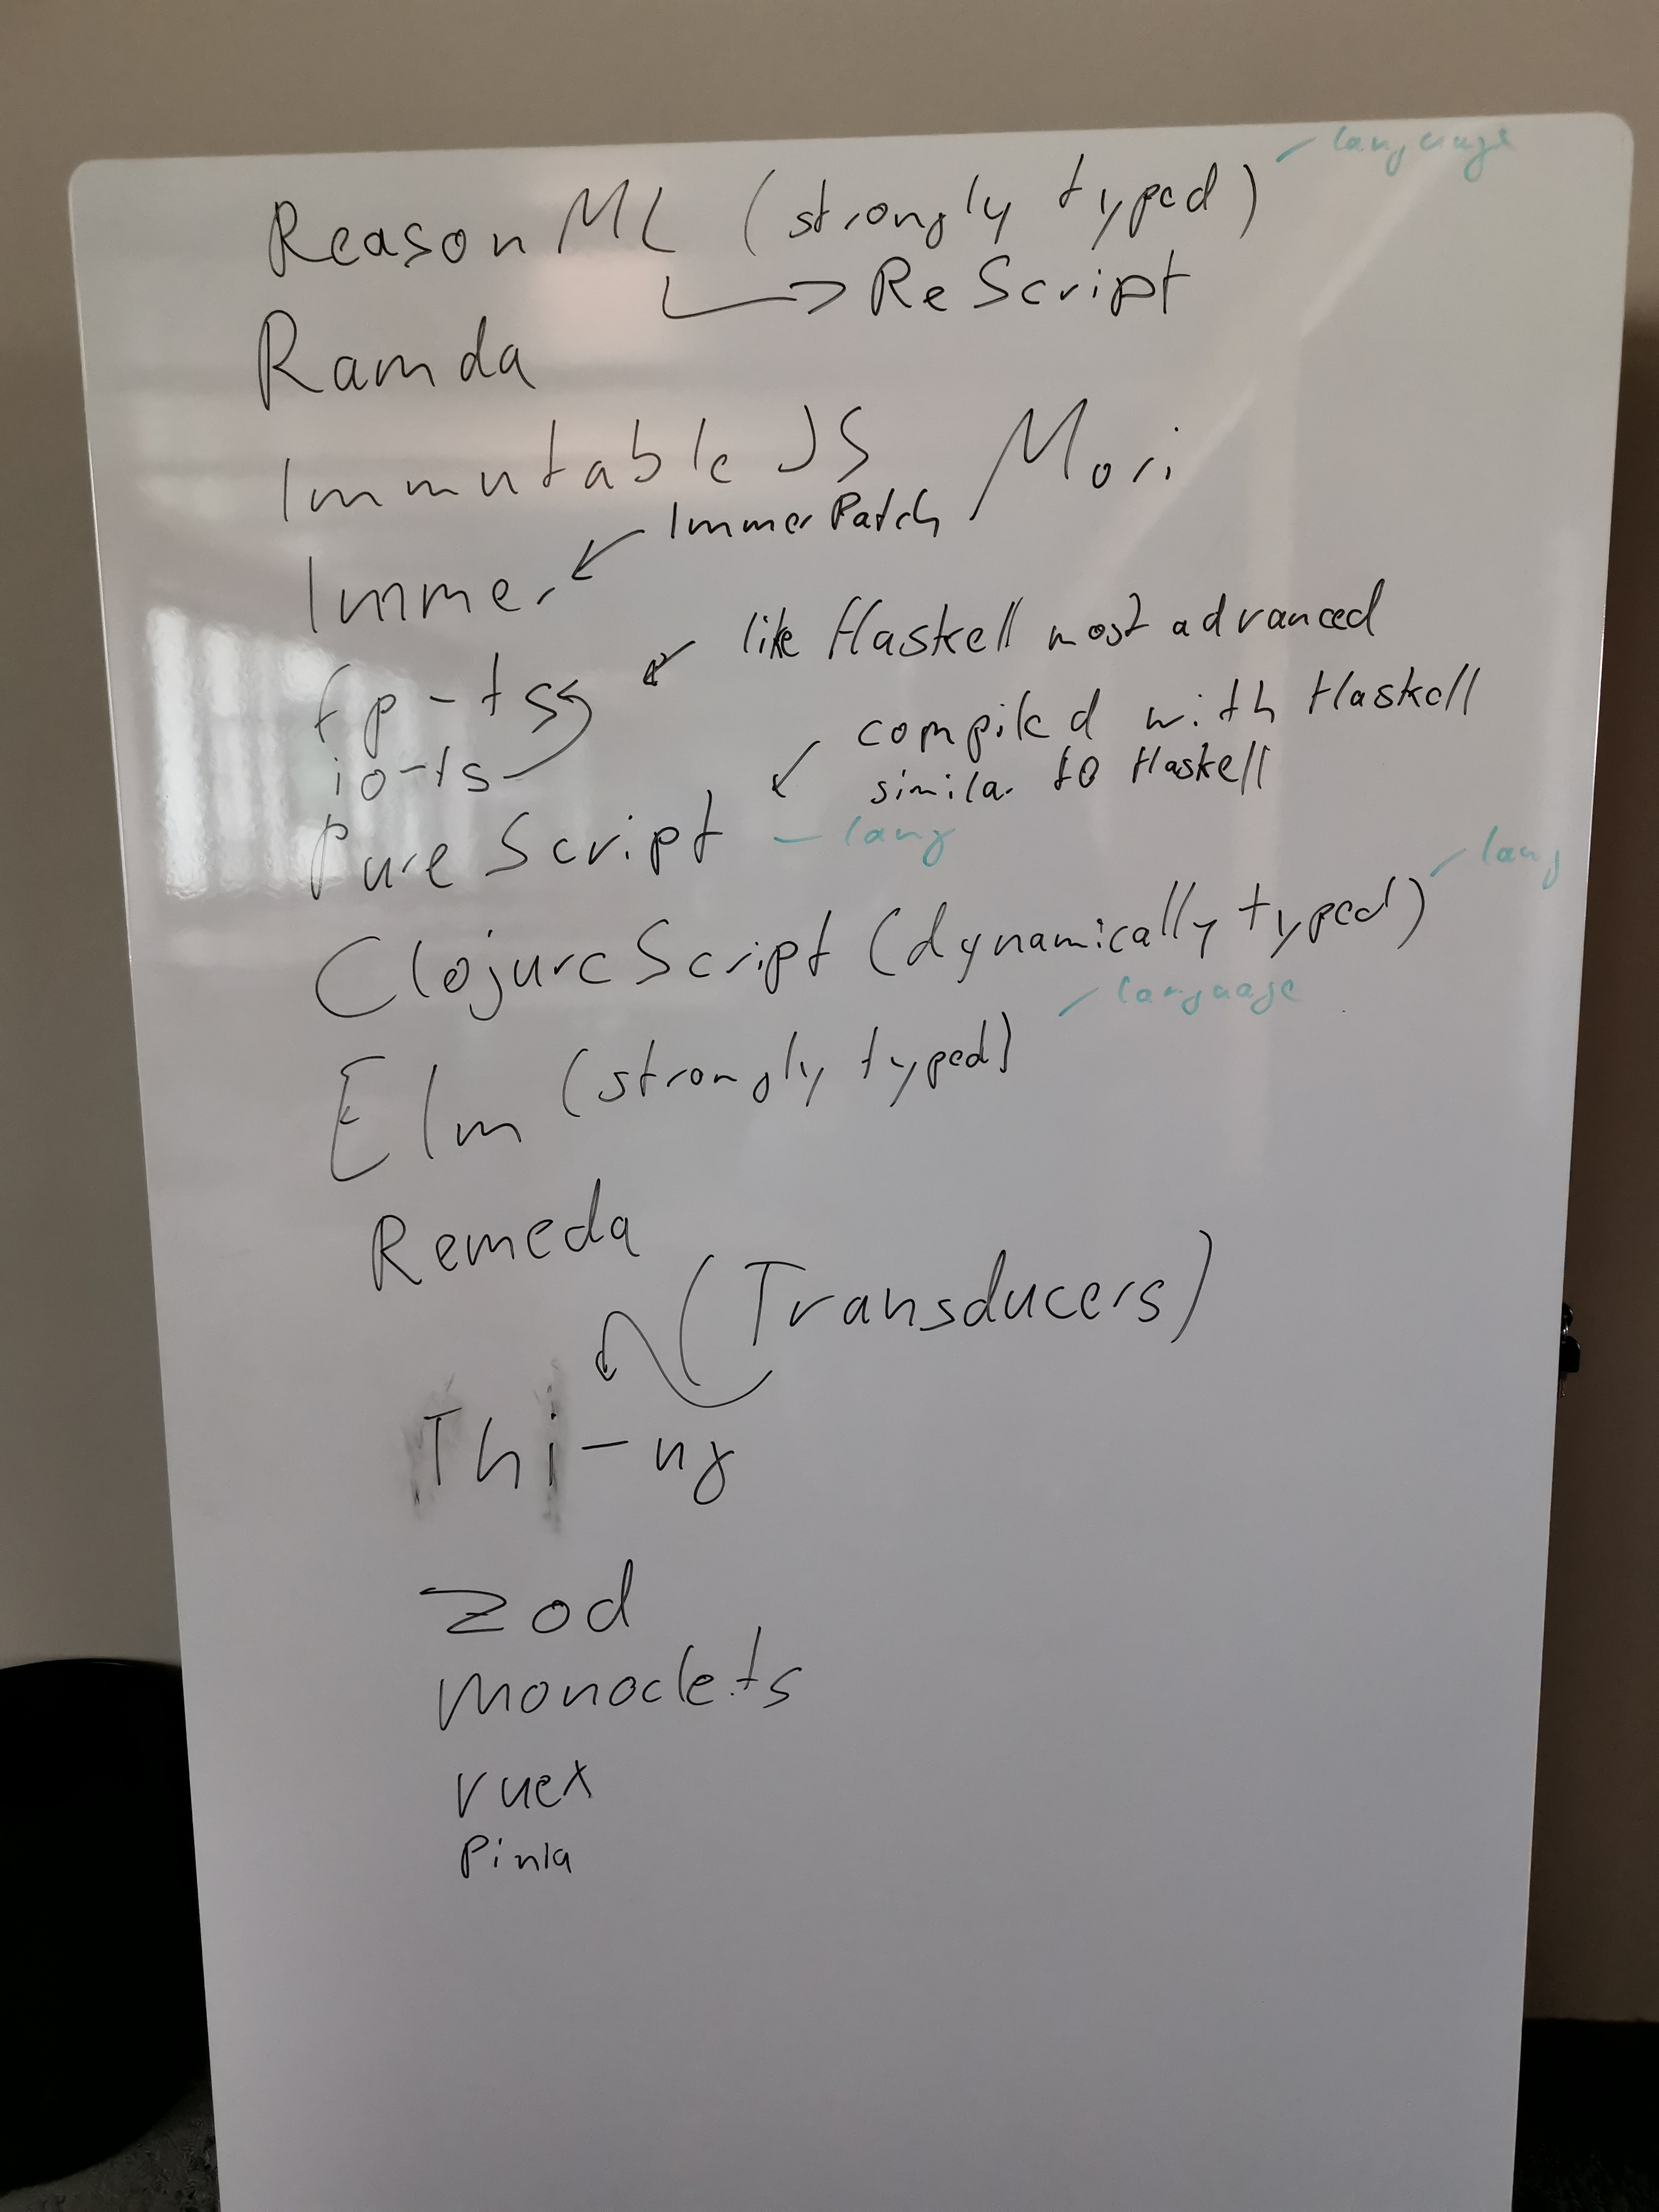 language
ReasonML (strongly typed)
ReScript
Ramda
Immutable JS Mori
ImmerPatch
Immer
like Haskell most advanced
fp-ts
compiled with Haskell
io-ts
similar to Haskell
PureScript - lang
lang
ClojureScript (dynamically typed)
language
Elm (strongly typed)
Remeda
(Transducers)
Thi-ng
zod
monocle.ts
vuex
Pinia